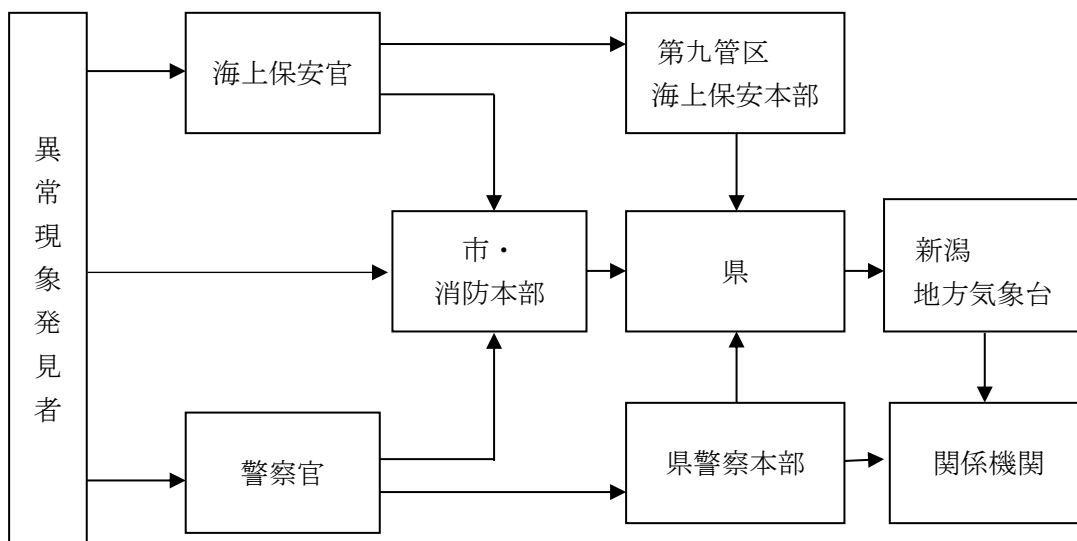 異常現象発見者
海上保安官
第九管区
海上保安本部
市・
消防本部
県
新潟
地方気象台
警察官
県警察本部
関係機関